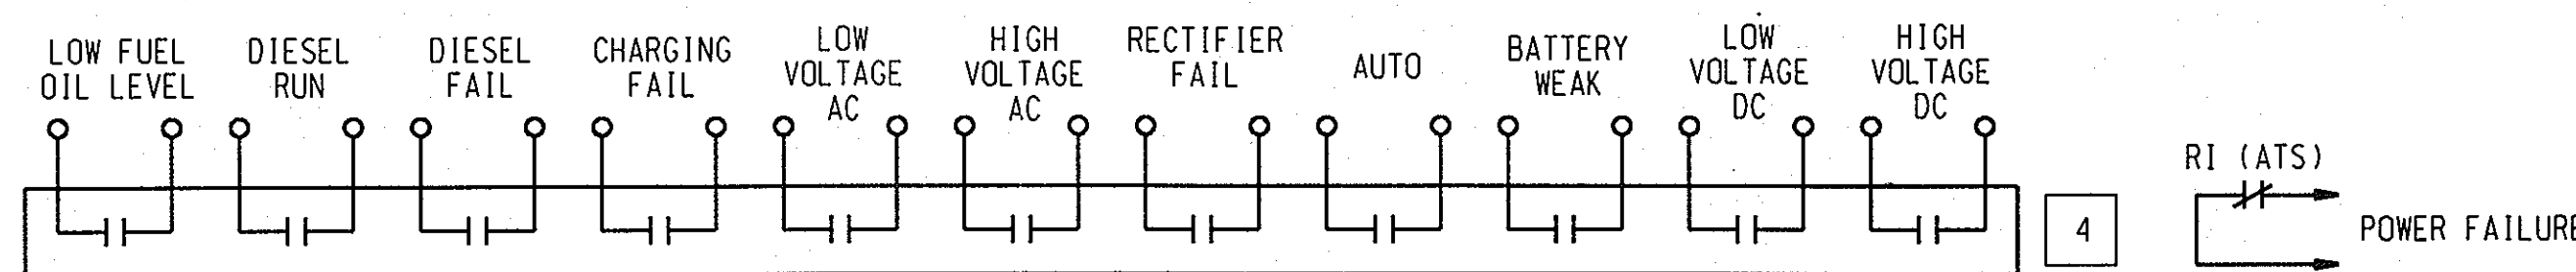 LOW FUEL
OIL LEVEL
DIESEL
RUN
DIESEL
FAIL
CHARGING
FAIL
LOW
VOLTAGE
AC
HIGH
VOLTAGE
AC
RECTIFIER
FAIL
AUTO
BATTERY
WEAK
LOW
VOLTAGE
DC
HIGH
VOLTAGE
DC
4
RI (ATS)
POWER FAILURE